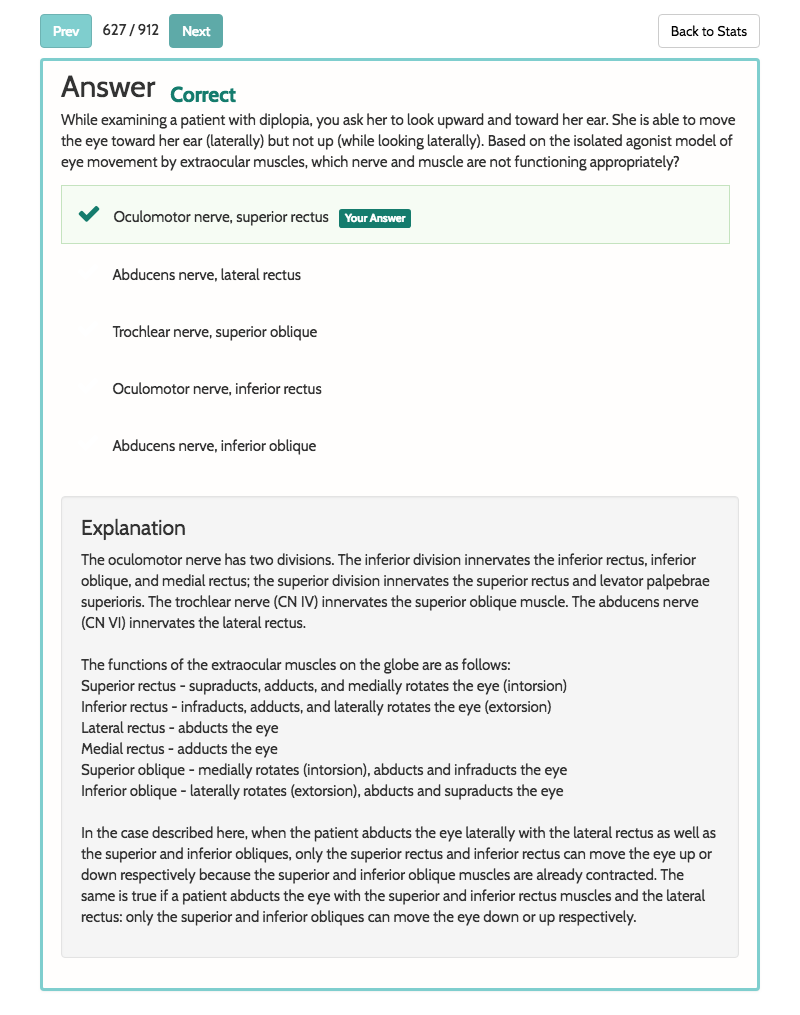 Prev 627 / 912 Next Back to Stats
Answer Correct
While examining a patient with diplopia, you ask her to look upward and toward her ear. She is able to move
the eye toward her ear (laterally) but not up (while looking laterally). Based on the isolated agonist model of
eye movement by extraocular muscles, which nerve and muscle are not functioning appropriately?
Oculomotor nerve, superior rectus Your Answer
Abducens nerve, lateral rectus
Trochlear nerve, superior oblique
Oculomotor nerve, inferior rectus
Abducens nerve, inferior oblique
Explanation
The oculomotor nerve has two divisions. The inferior division innervates the inferior rectus, inferior
oblique, and medial rectus; the superior division innervates the superior rectus and levator palpebrae
superioris. The trochlear nerve (CN IV) innervates the superior oblique muscle. The abducens nerve
(CN VI) innervates the lateral rectus.
The functions of the extraocular muscles on the globe are as follows:
Superior rectus - supraducts, adducts, and medially rotates the eye (intorsion)
Inferior rectus - infraducts, adducts, and laterally rotates the eye (extorsion)
Lateral rectus - abducts the eye
Medial rectus - adducts the eye
Superior oblique - medially rotates (intorsion), abducts and infraducts the eye
Inferior oblique - laterally rotates (extorsion), abducts and supraducts the eye
In the case described here, when the patient abducts the eye laterally with the lateral rectus as well as
the superior and inferior obliques, only the superior rectus and inferior rectus can move the eye up or
down respectively because the superior and inferior oblique muscles are already contracted. The
same is true if a patient abducts the eye with the superior and inferior rectus muscles and the lateral
rectus: only the superior and inferior obliques can move the eye down or up respectively.